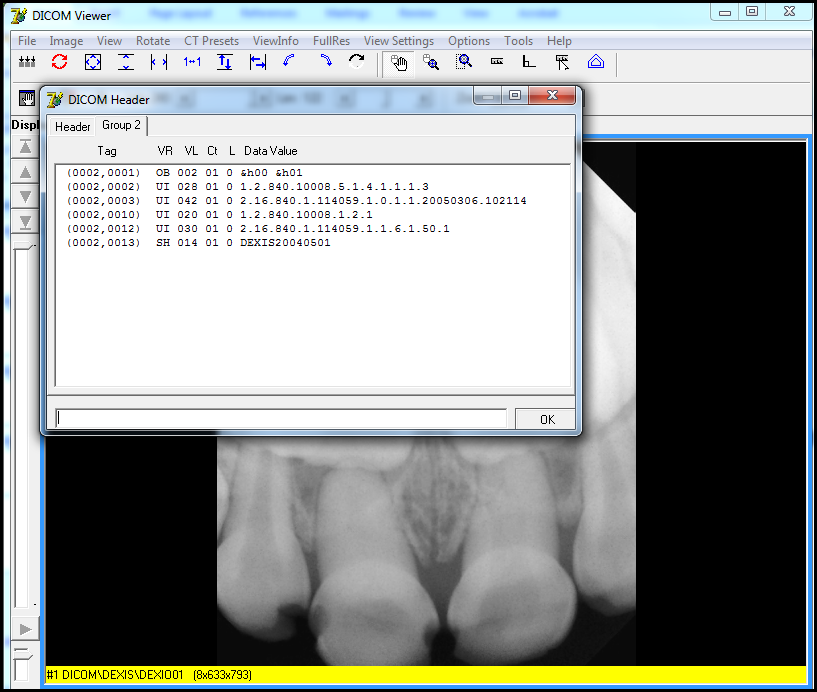 DICOM Viewer
File Image View Rotate CT Presets ViewInfo FullRes View Settings Options Tools Help
1↔1
DICOM Header
Displ
Header Group 2
Tag VR VL Ct L Data Value
(0002,0001) OB 002 01 0 &h00 &h01
(0002,0002) UI 028 01 0 1.2.840.10008.5.1.4.1.1.1.3
(0002,0003) UI 042 01 0 2.16.840.1.114059.1.0.1.1.20050306.102114
(0002,0010) UI 020 01 0 1.2.840.10008.1.2.1
(0002,0012) UI 030 01 0 2.16.840.1.114059.1.1.6.1.50.1
(0002,0013) SH 014 01 0 DEXIS20040501
OK
#1 DICOM\DEXIS\DEXI001 (8x633x793)